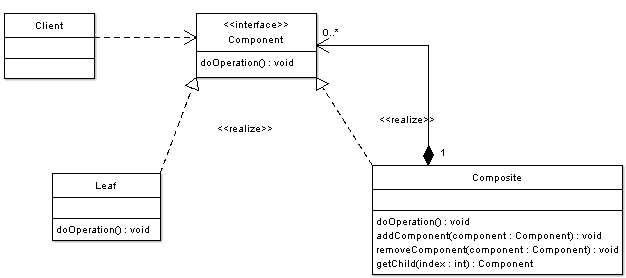 Client
<<interface>>
Component
doOperation() : void
0..*
<<realize>>
<<realize>>
1
Leaf
doOperation() : void
Composite
doOperation() : void
addComponent(component : Component) : void
removeComponent(component : Component) : void
getChild(index : int) : Component